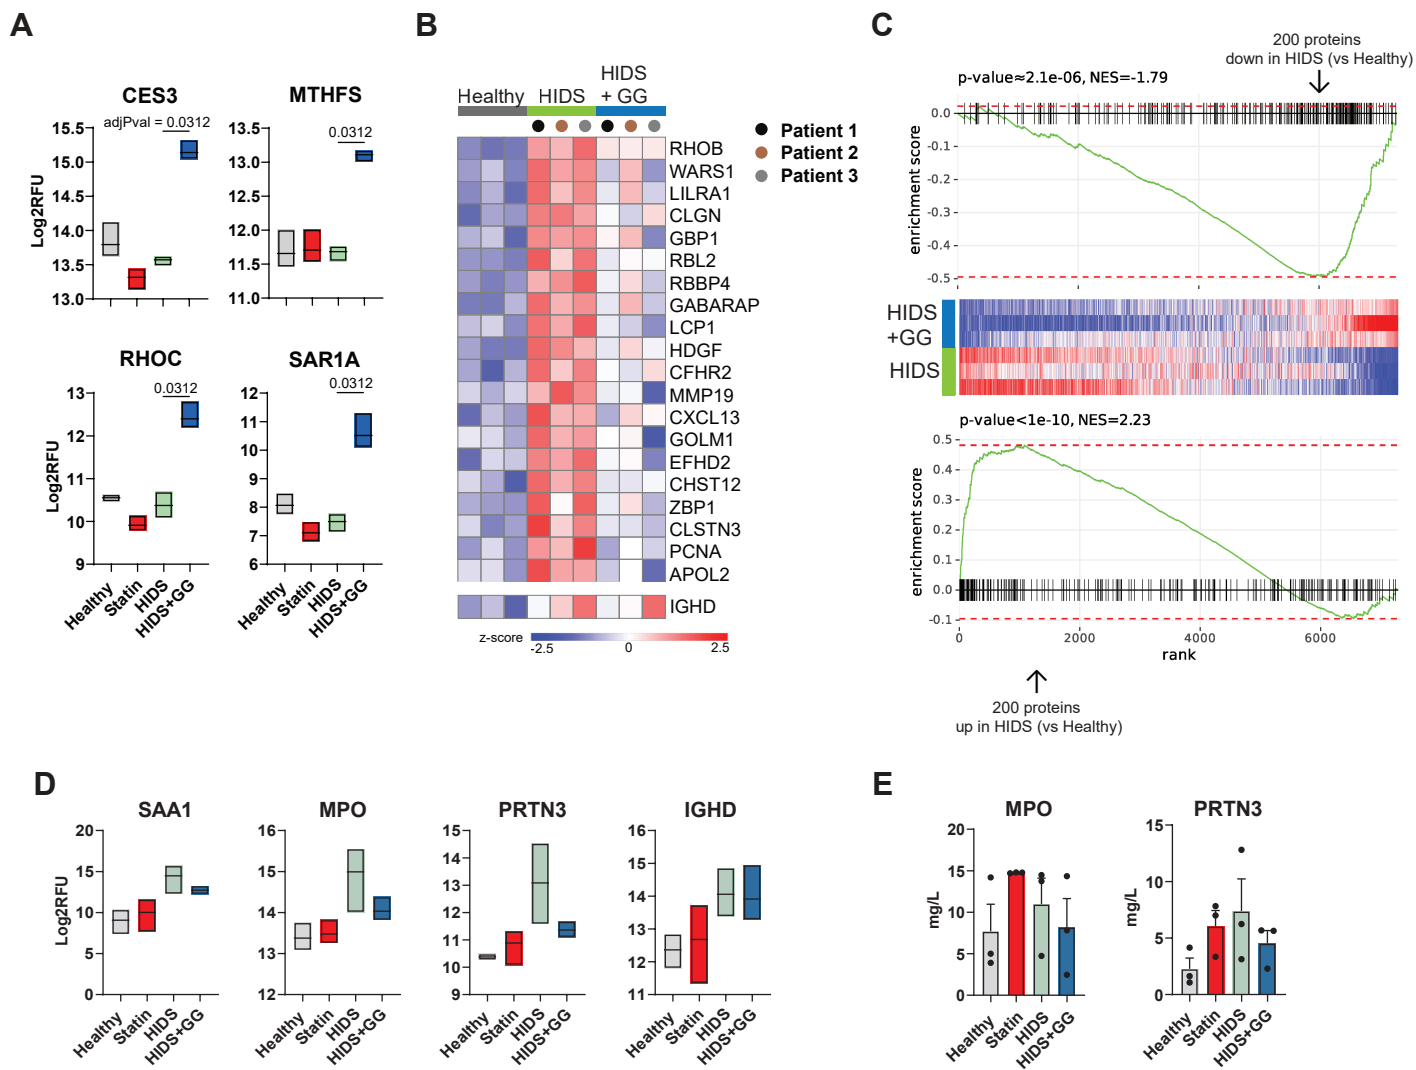 A
CES3
adjPval = 0.0312
15.5
15.0
14.5
14.0
13.5
13.0
Log2RFU
MTHFS
0.0312
13.5
13.0
12.5
12.0
11.5
11.0
RHOC
0.0312
13
12
11
10
9
Log2RFU
Healthy
Statin
HIDS
HIDS+GG
SAR1A
0.0312
12
11
10
9
8
7
6
Healthy
Statin
HIDS
HIDS+GG
B
Healthy
HIDS
HIDS
+ GG
Patient 1
Patient 2
Patient 3
RHOB
WARS1
LILRA1
CLGN
GBP1
RBL2
RBBP4
GABARAP
LCP1
HDGF
CFHR2
MMP19
CXCL13
GOLM1
EFHD2
CHST12
ZBP1
CLSTN3
PCNA
APOL2
IGHD
z-score
-2.5
0
2.5
C
200 proteins
down in HIDS (vs Healthy)
p-value≈2.1e-06, NES=-1.79
0.0
-0.1
-0.2
-0.3
-0.4
-0.5
enrichment score
HIDS
+GG
HIDS
p-value<1e-10, NES=2.23
0.5
0.4
0.3
0.2
0.1
0.0
-0.1
enrichment score
0
2000
4000
6000
rank
200 proteins
up in HIDS (vs Healthy)
D
SAA1
20
15
10
5
0
Log2RFU
Healthy
Statin
HIDS
HIDS+GG
MPO
16
15
14
13
12
Healthy
Statin
HIDS
HIDS+GG
PRTN3
15
14
13
12
11
10
9
Healthy
Statin
HIDS
HIDS+GG
IGHD
16
15
14
13
12
11
Healthy
Statin
HIDS
HIDS+GG
E
MPO
20
15
10
5
0
mg/L
Healthy
Statin
HIDS
HIDS+GG
PRTN3
15
10
5
0
mg/L
Healthy
Statin
HIDS
HIDS+GG